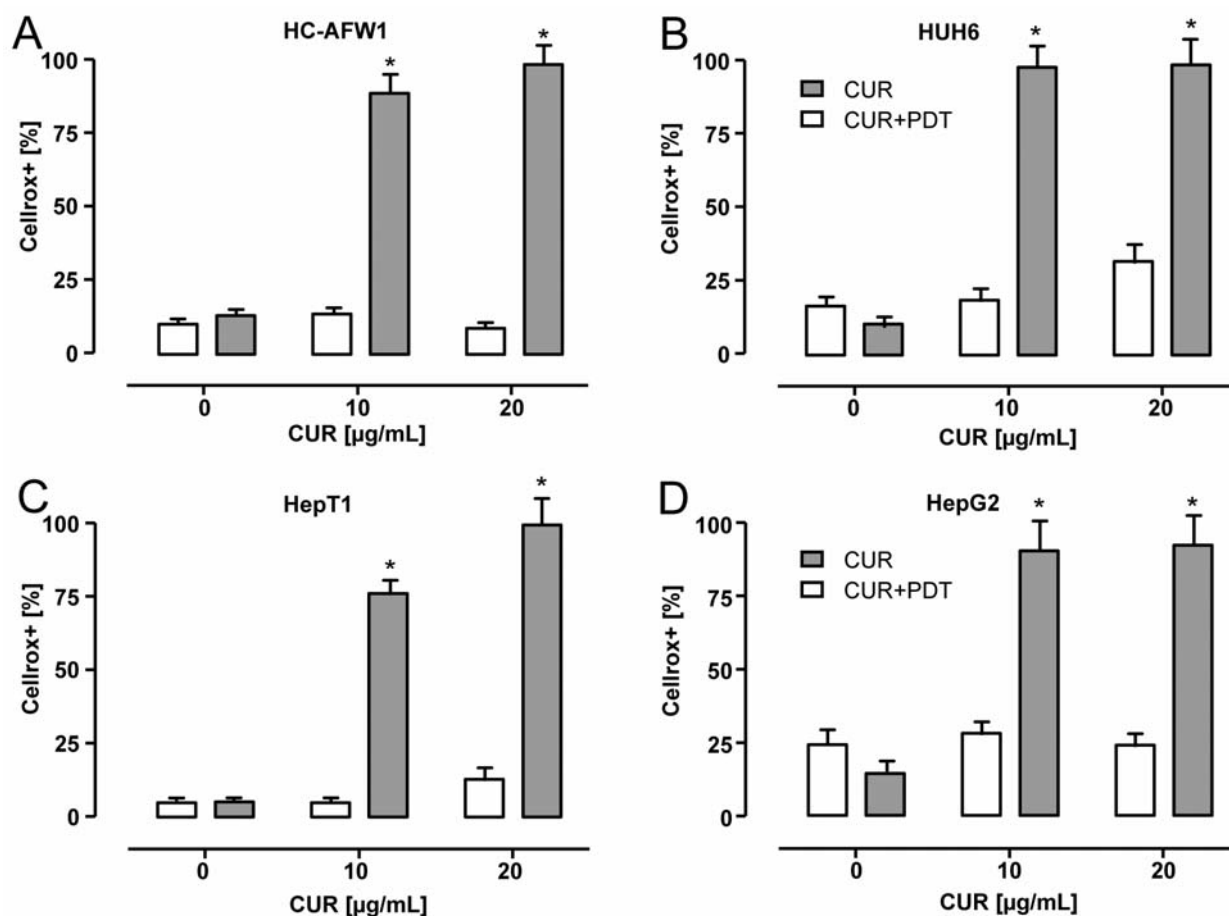 A
HC-AFW1
Cellrox+ [%]
100
75
50
25
0
*
*
0
10
20
CUR [µg/mL]
B
HUH6
Cellrox+ [%]
100
75
50
25
0
CUR
CUR+PDT
*
*
0
10
20
CUR [µg/mL]
C
HepT1
Cellrox+ [%]
100
75
50
25
0
*
*
0
10
20
CUR [µg/mL]
D
HepG2
Cellrox+ [%]
100
75
50
25
0
CUR
CUR+PDT
*
*
0
10
20
CUR [µg/mL]